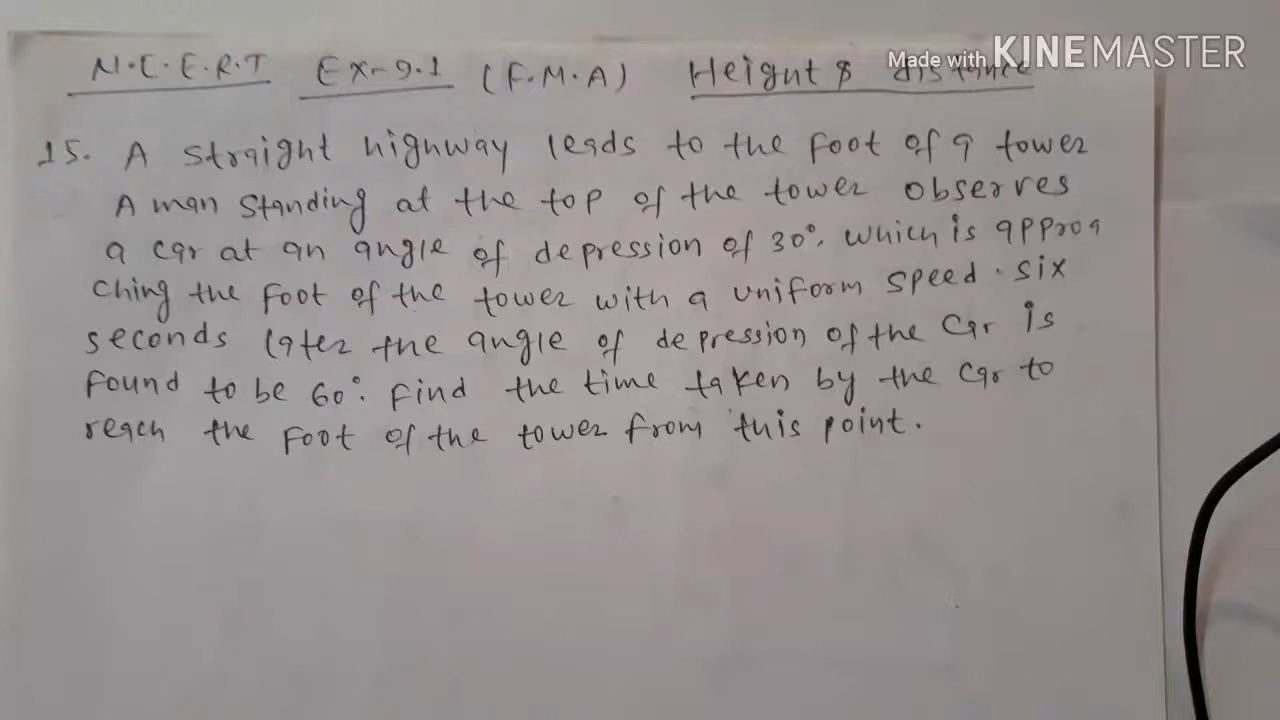 Made with KINEMASTER
N.C.E.R.T Ex-9.1 (F.M.A) Height & distance
15. A straight highway leads to the foot of a tower
A man standing at the top of the tower observes
a car at an angle of depression of 30°. which is approa
ching the foot of the tower with a uniform speed. six
seconds later the angle of depression of the car is
found to be 60°. find the time taken by the car to
reach the foot of the tower from this point.